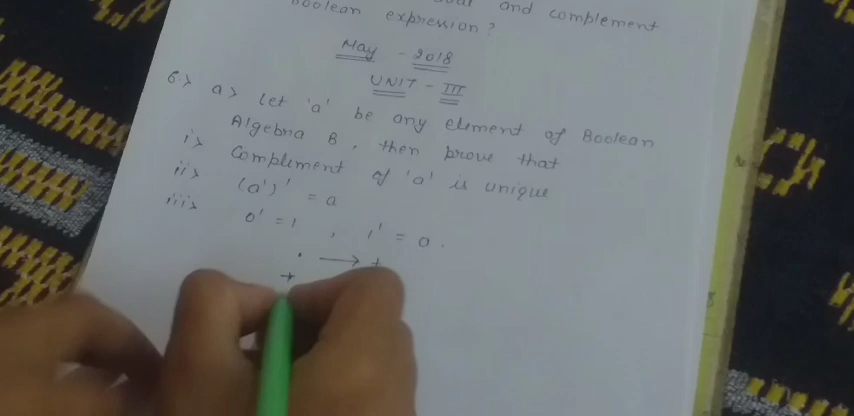 and complement
Boolean expression?
May - 2018
UNIT - III
6> a> Let 'a' be any element of Boolean
Algebra B, then prove that
i> Compliment of 'a' is unique
ii> (a')' = a
iii> 0' = 1 , 1' = 0.
. → +
+